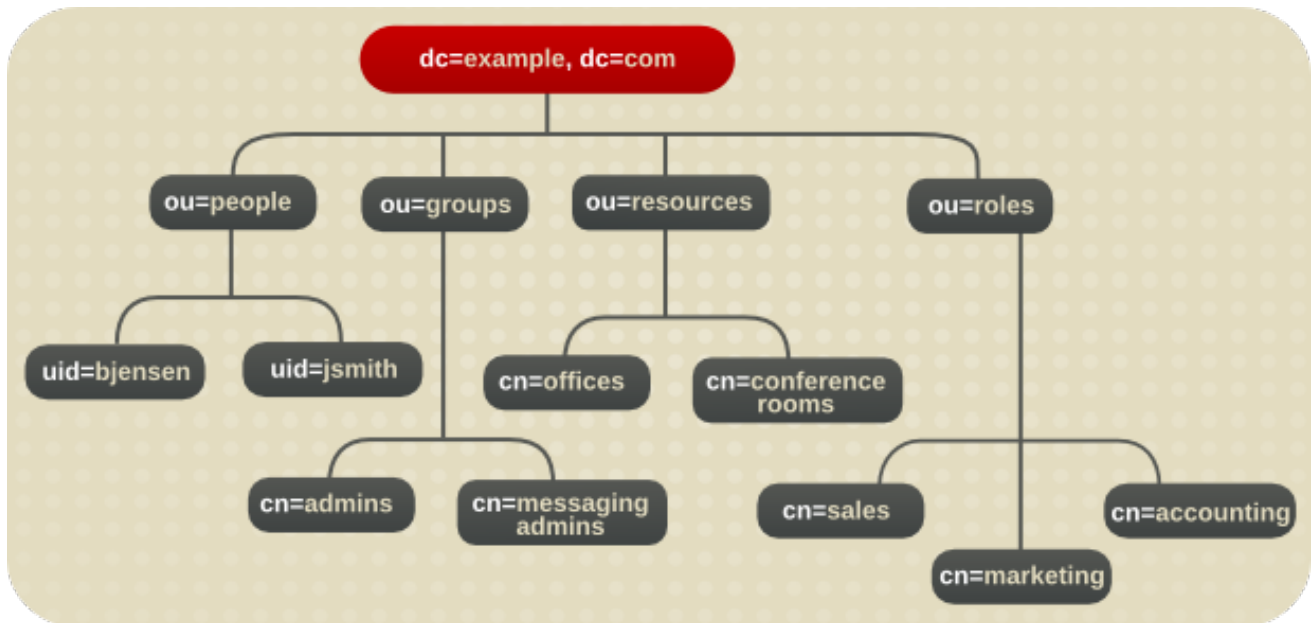 dc=example, dc=com
ou=people
ou=groups
ou=resources
ou=roles
uid=bjensen
uid=jsmith
cn=offices
cn=conference
rooms
cn=admins
cn=messaging
admins
cn=sales
cn=accounting
cn=marketing